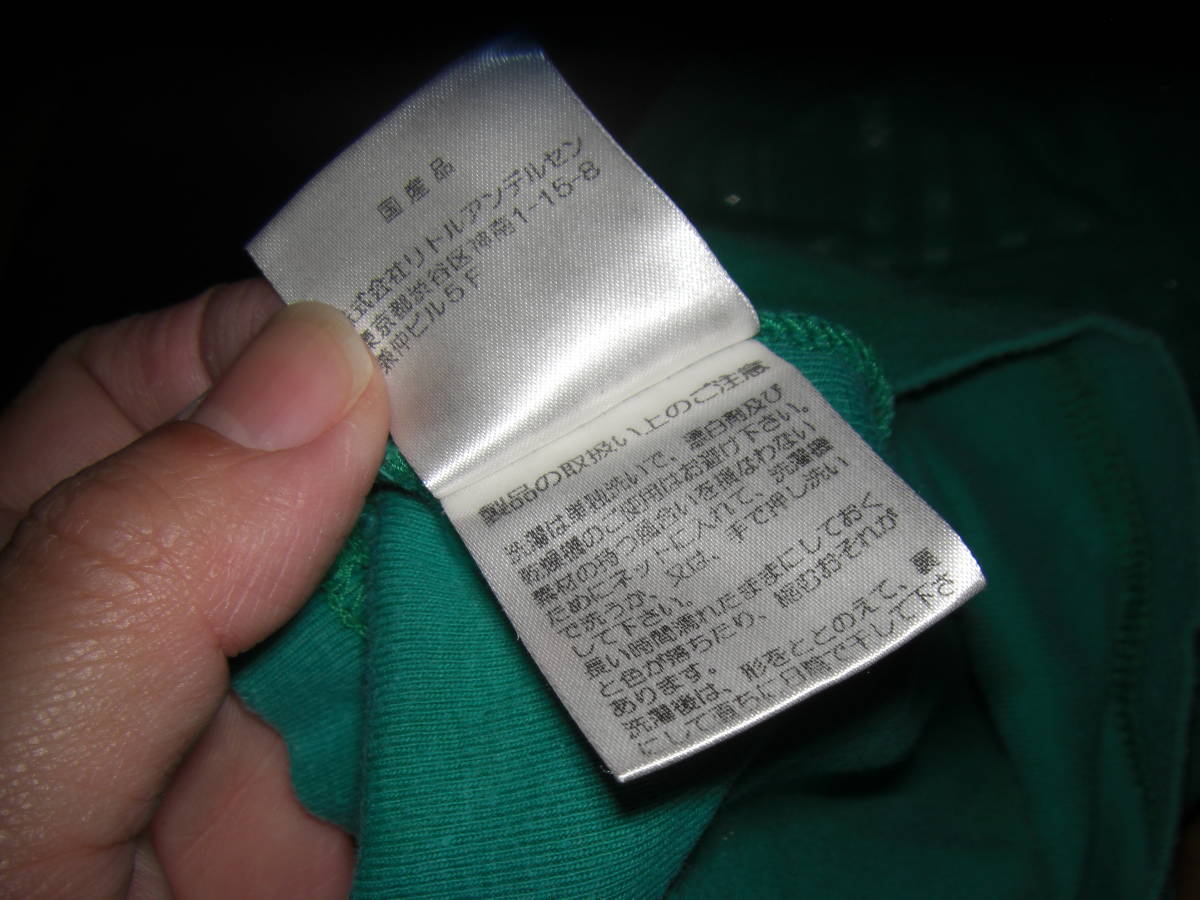 国産品
式会社リトルアンデルセン
東京都渋谷区神南1-15-8
ビル5F
製品の取扱い上のご注意
洗濯は単独洗いで、漂白剤及び
乾燥機のご使用はお避け下さい。
素材の持つ風合いを損なわない
ためにネットに入れて、洗濯機
で洗うか、又は、手で押し洗い
して下さい。
長い時間濡れたままにしておく
と色が落ちたり、縮むおそれが
あります。
洗濯後は、形をととのえて、裏
にして直ちに日陰で干して下さ